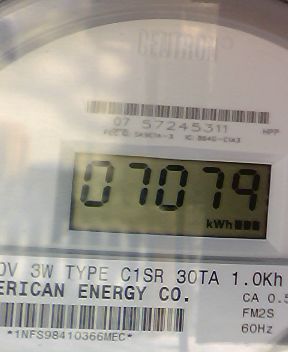 CENTRON
07 57245311 HPP
07079
kWh
0V 3W TYPE C1SR 30TA 1.0Kh
ERICAN ENERGY CO.
CA 0.5
FM2S
60Hz
*1NFS98410366MEC*